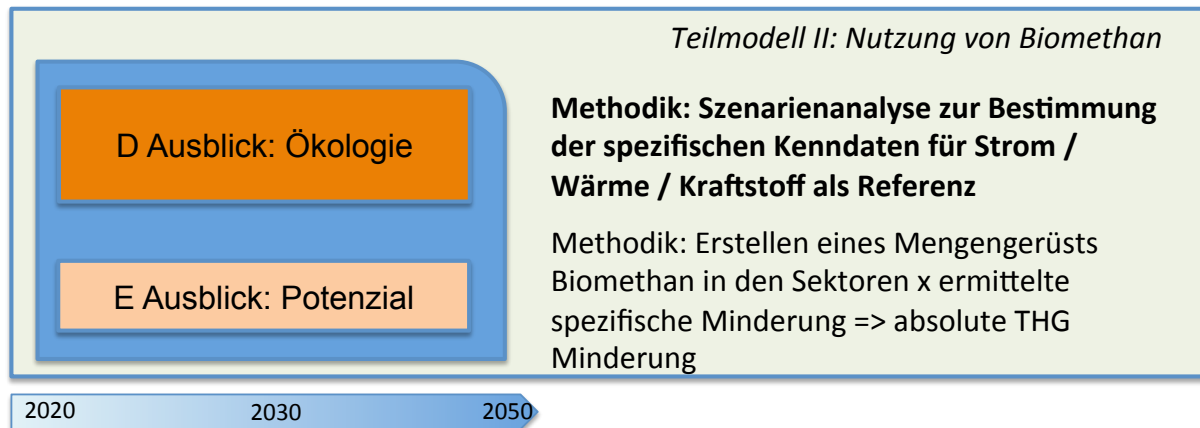 Teilmodell II: Nutzung von Biomethan
D Ausblick: Ökologie
Methodik: Szenarienanalyse zur Bestimmung
der spezifischen Kenndaten für Strom /
Wärme / Kraftstoff als Referenz
E Ausblick: Potenzial
Methodik: Erstellen eines Mengengerüsts
Biomethan in den Sektoren x ermittelte
spezifische Minderung => absolute THG
Minderung
2020 2030 2050